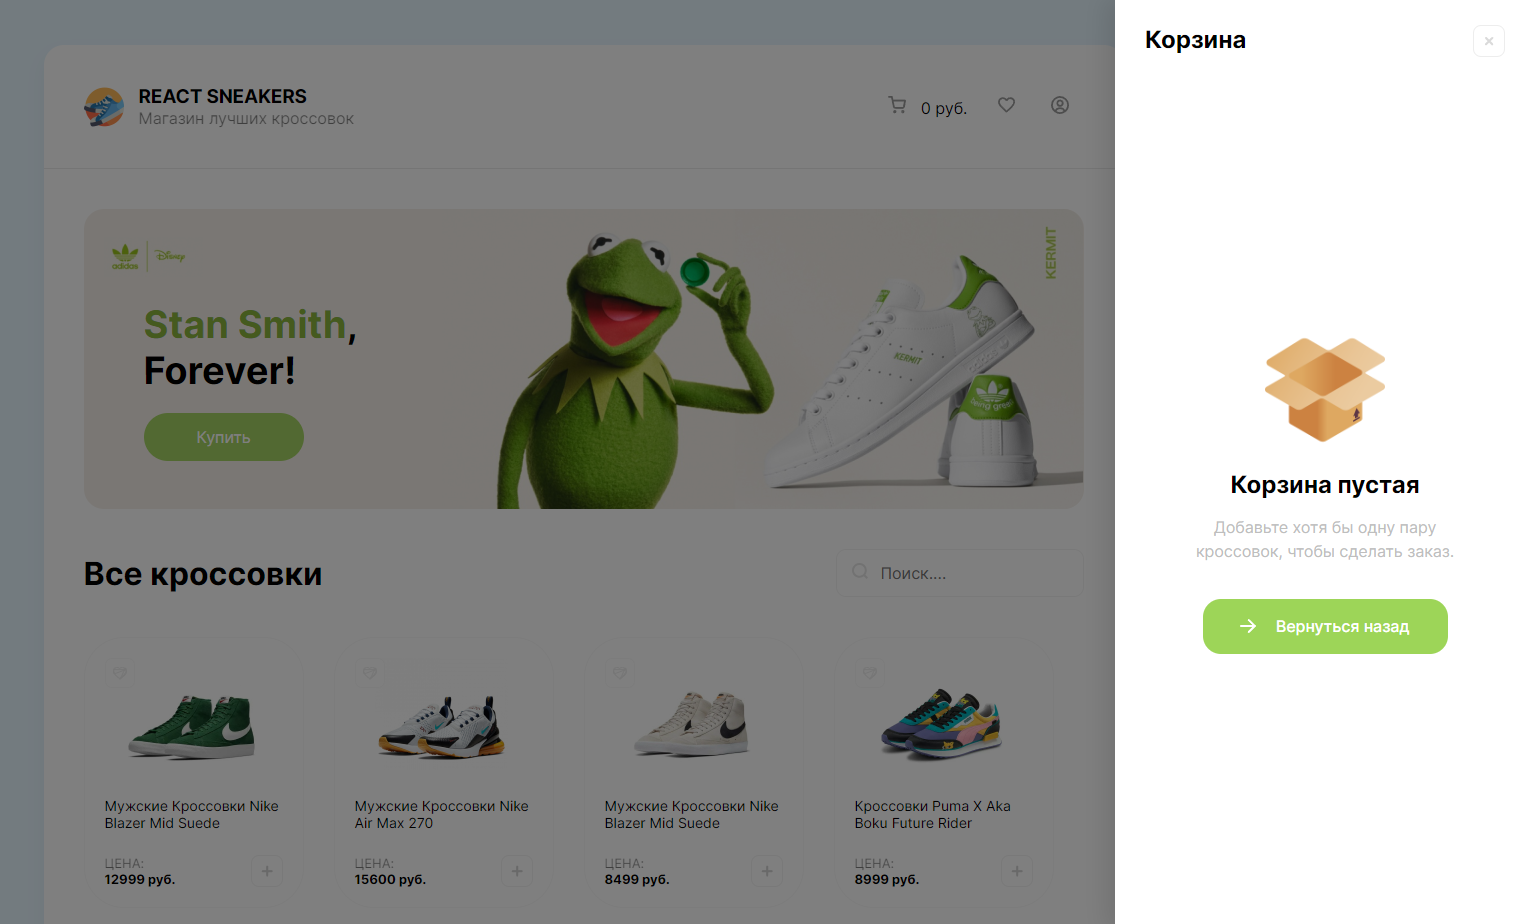 REACT SNEAKERS
Магазин лучших кроссовок
0 руб.
adidas
Disney
KERMIT
Stan Smith,
Forever!
Купить
KERMIT
being green
Все кроссовки
Поиск....
Мужские Кроссовки Nike
Blazer Mid Suede
ЦЕНА:
12999 руб.
Мужские Кроссовки Nike
Air Max 270
ЦЕНА:
15600 руб.
Мужские Кроссовки Nike
Blazer Mid Suede
ЦЕНА:
8499 руб.
Кроссовки Puma X Aka
Boku Future Rider
ЦЕНА:
8999 руб.
Корзина
Корзина пустая
Добавьте хотя бы одну пару
кроссовок, чтобы сделать заказ.
Вернуться назад